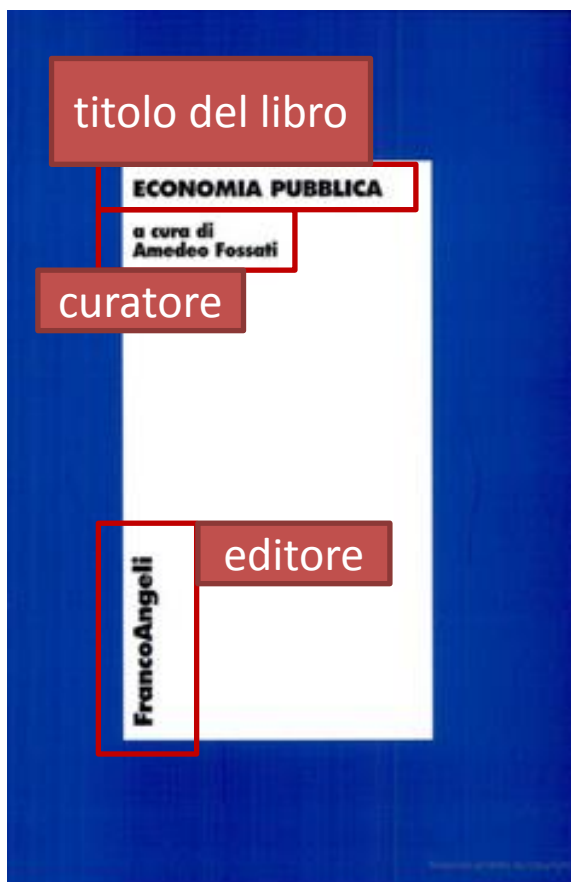 titolo del libro
ECONOMIA PUBBLICA
a cura di
Amedeo Fossati
curatore
editore
FrancoAngeli